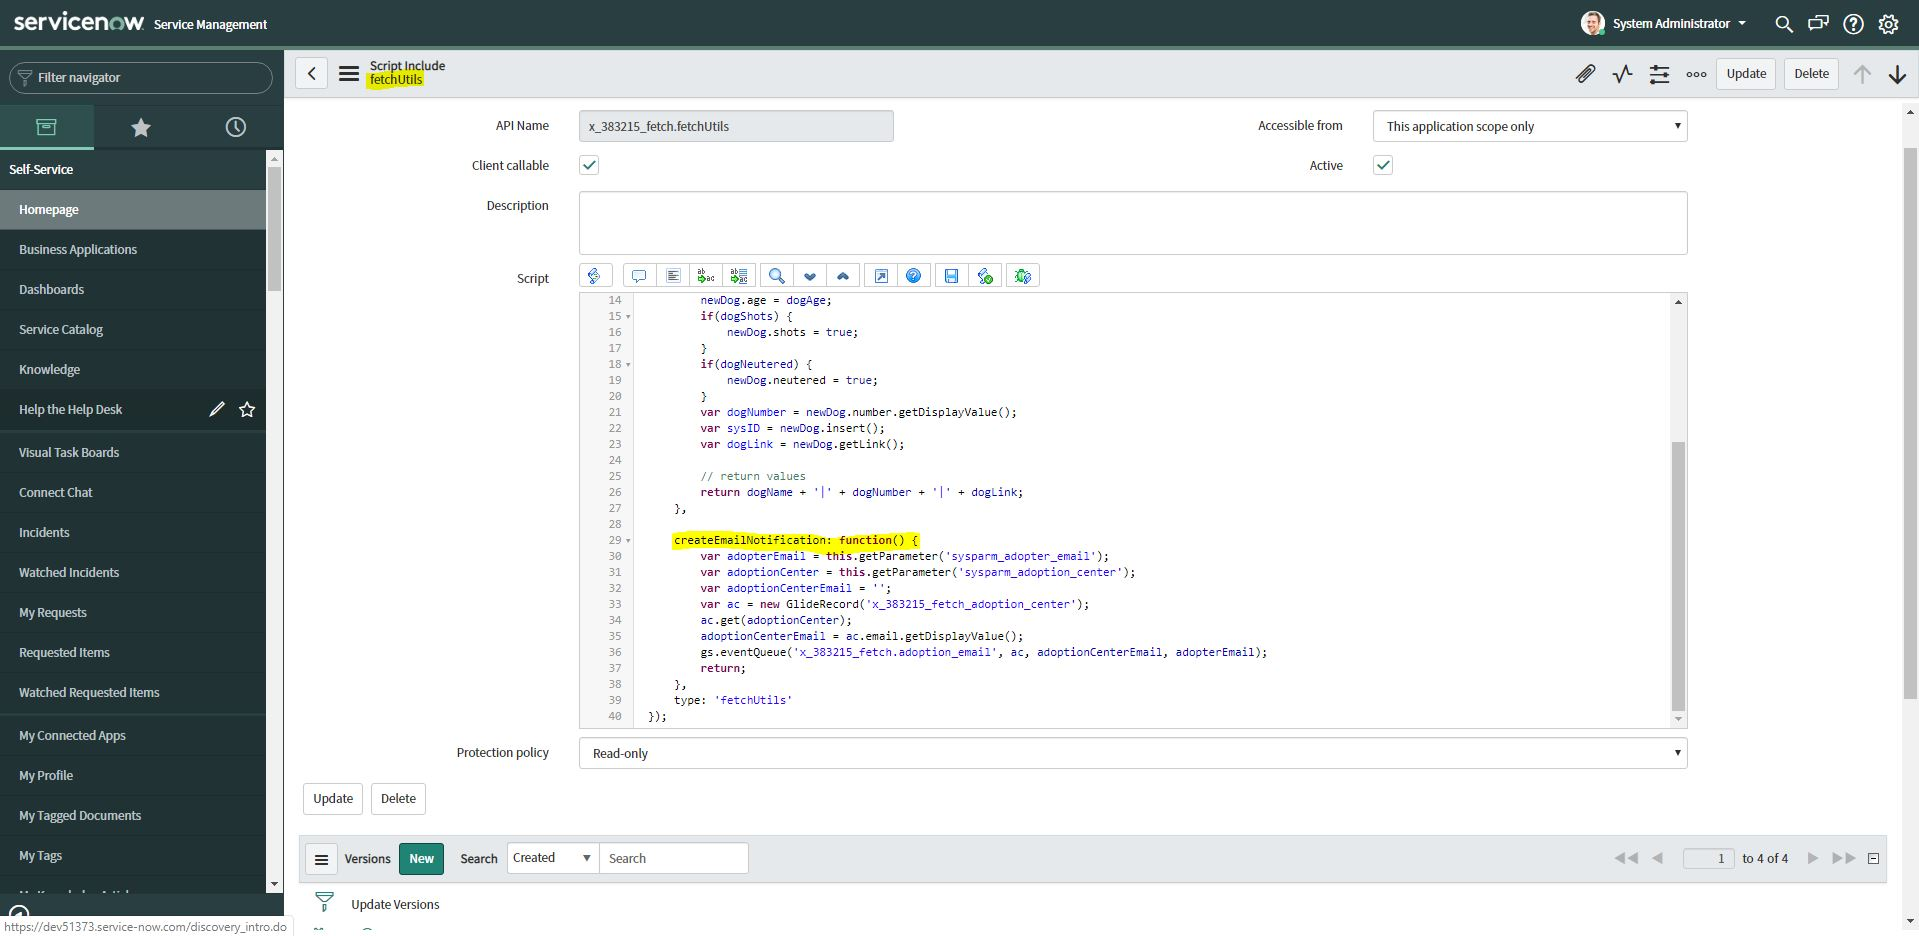 servicenow Service Management
System Administrator
Filter navigator
Self-Service
Homepage
Business Applications
Dashboards
Service Catalog
Knowledge
Help the Help Desk
Visual Task Boards
Connect Chat
Incidents
Watched Incidents
My Requests
Requested Items
Watched Requested Items
My Connected Apps
My Profile
My Tagged Documents
My Tags
https://dev51373.service-now.com/discovery_intro.do
Script Include
fetchUtils
Update
Delete
API Name
x_383215_fetch.fetchUtils
Accessible from
This application scope only
Client callable
Active
Description
Script
14 newDog.age = dogAge;
15 if(dogShots) {
16 newDog.shots = true;
17 }
18 if(dogNeutered) {
19 newDog.neutered = true;
20 }
21 var dogNumber = newDog.number.getDisplayValue();
22 var sysID = newDog.insert();
23 var dogLink = newDog.getLink();
24
25 // return values
26 return dogName + '|' + dogNumber + '|' + dogLink;
27 },
28
29 createEmailNotification: function() {
30 var adopterEmail = this.getParameter('sysparm_adopter_email');
31 var adoptionCenter = this.getParameter('sysparm_adoption_center');
32 var adoptionCenterEmail = '';
33 var ac = new GlideRecord('x_383215_fetch_adoption_center');
34 ac.get(adoptionCenter);
35 adoptionCenterEmail = ac.email.getDisplayValue();
36 gs.eventQueue('x_383215_fetch.adoption_email', ac, adoptionCenterEmail, adopterEmail);
37 return;
38 },
39 type: 'fetchUtils'
40 });
Protection policy
Read-only
Update
Delete
Versions New Search Created Search
1 to 4 of 4
Update Versions